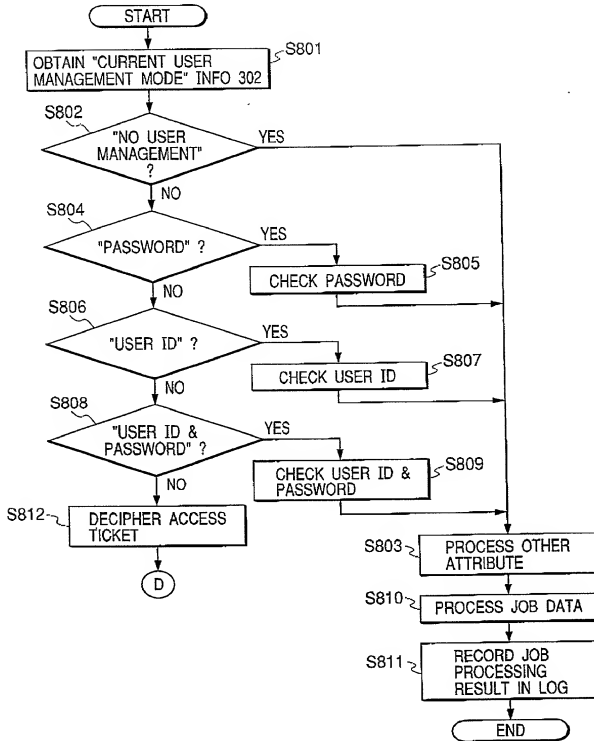 START
OBTAIN "CURRENT USER
MANAGEMENT MODE" INFO 302
S801
S802
"NO USER
MANAGEMENT"
?
YES
NO
S804
"PASSWORD" ?
YES
CHECK PASSWORD
S805
NO
S806
"USER ID" ?
YES
CHECK USER ID
S807
NO
S808
"USER ID &
PASSWORD" ?
YES
CHECK USER ID &
PASSWORD
S809
NO
S812
DECIPHER ACCESS
TICKET
D
S803
PROCESS OTHER
ATTRIBUTE
S810
PROCESS JOB DATA
S811
RECORD JOB
PROCESSING
RESULT IN LOG
END